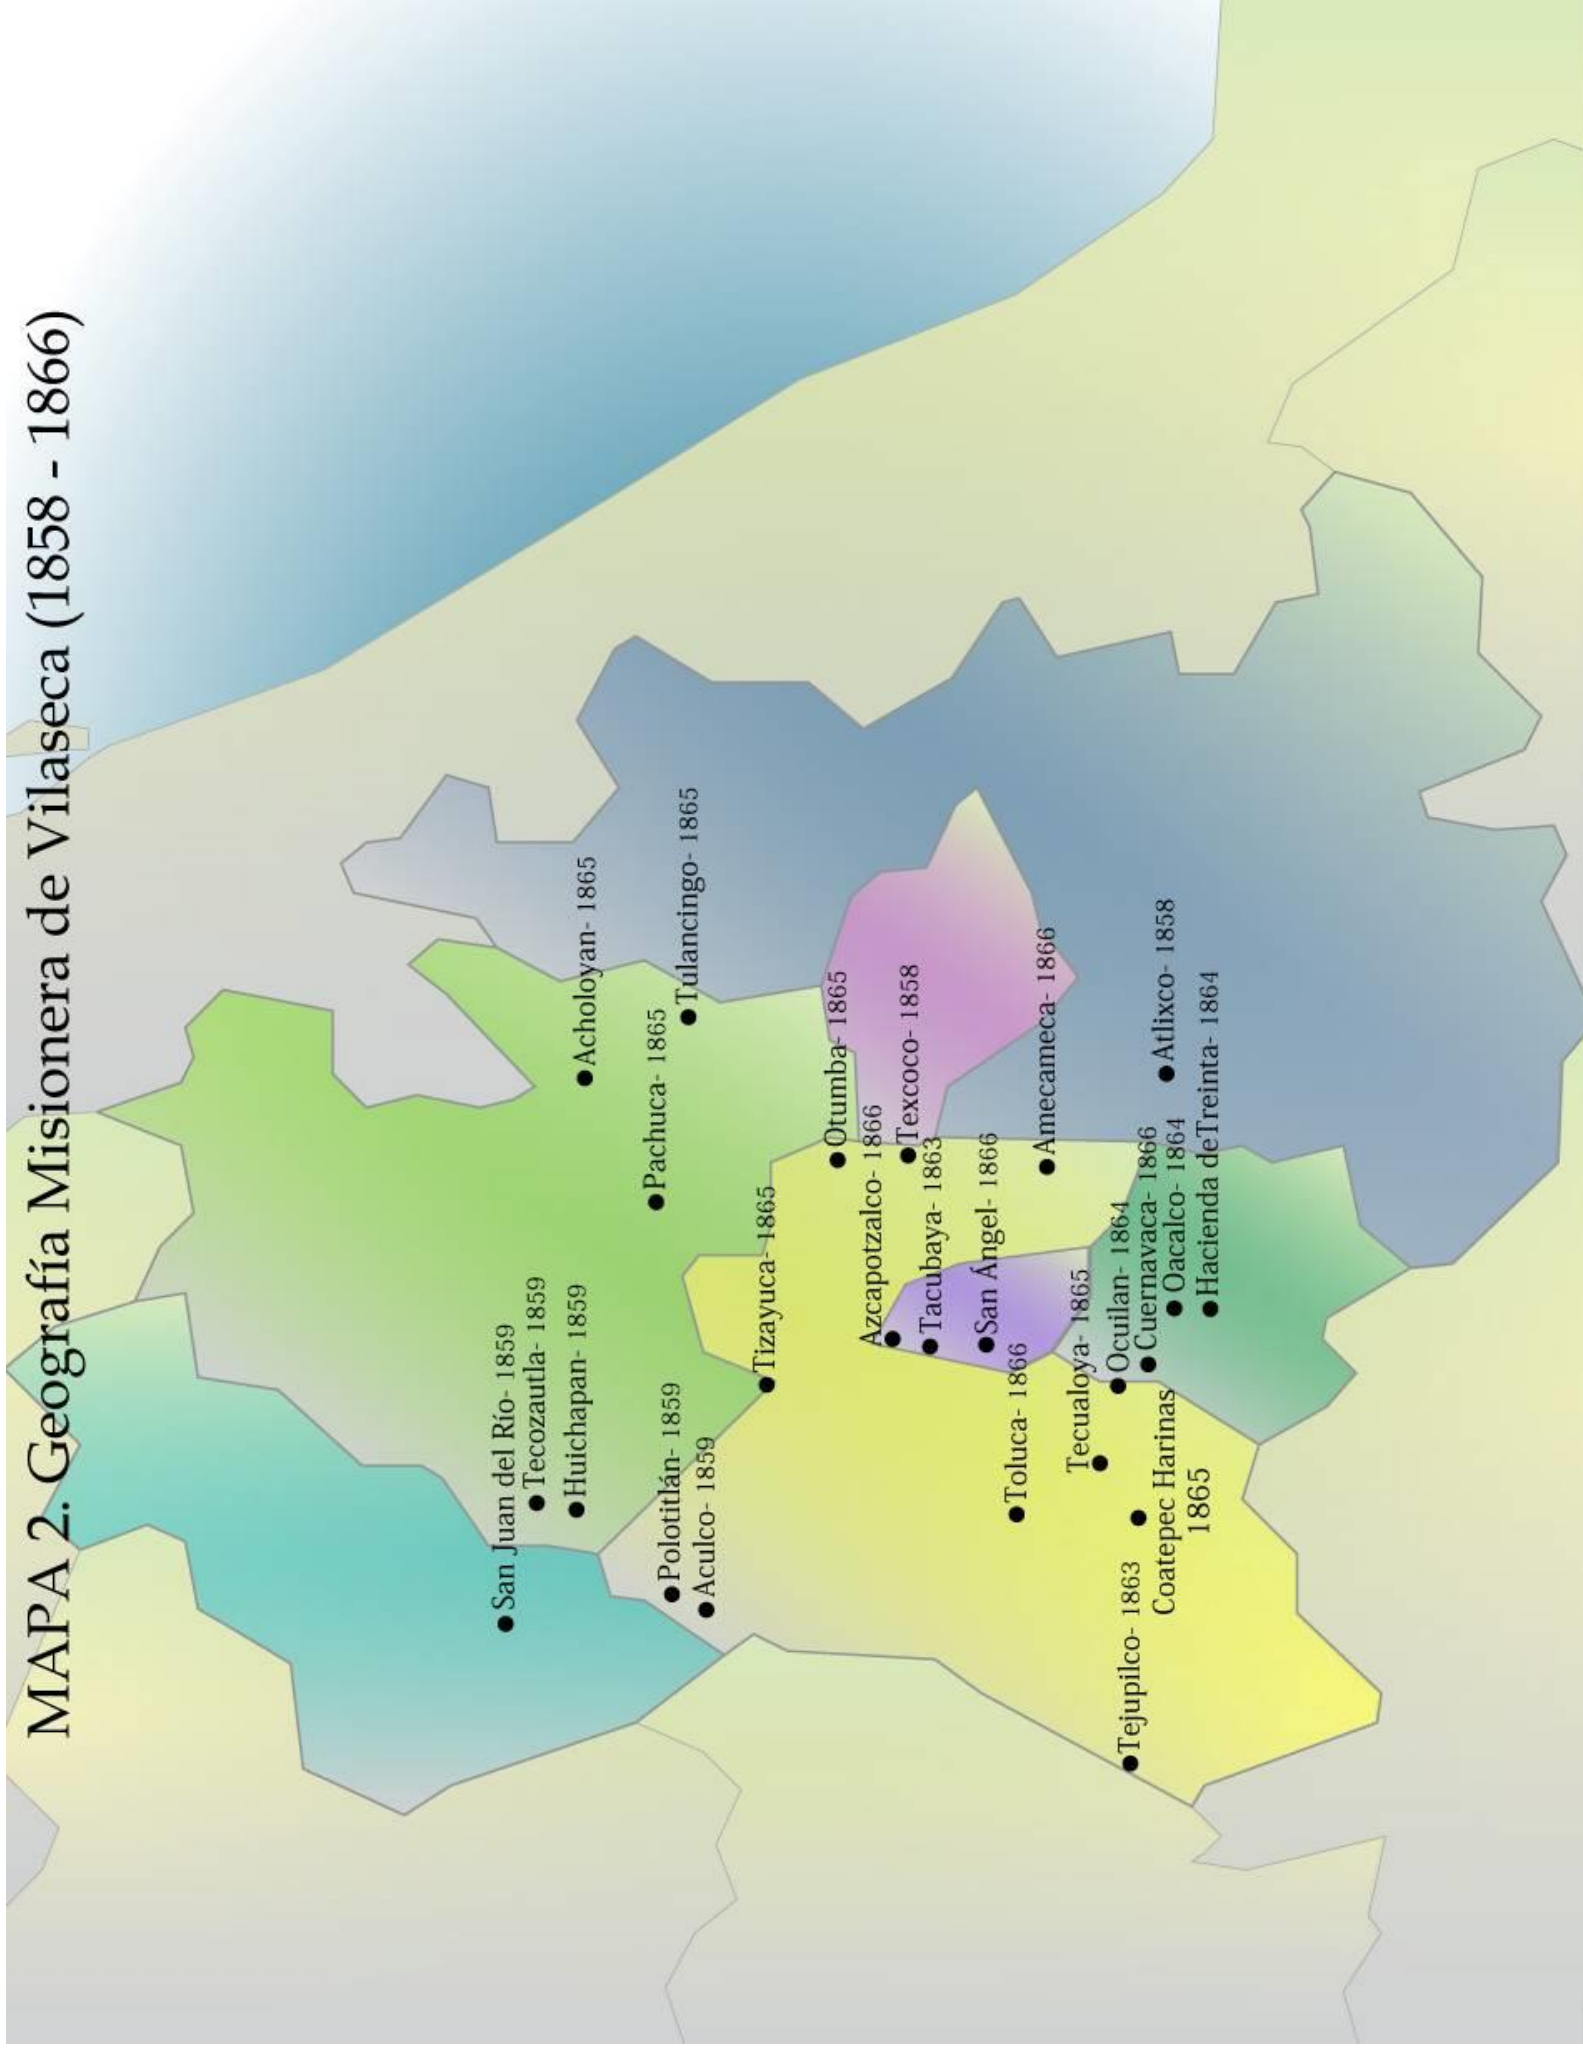 MAPA 2. Geografía Misionera de Vilaseca (1858 - 1866)
San Juan del Río- 1859
Tecozautla- 1859
Huichapan- 1859
Acholoyan- 1865
Pachuca- 1865
Tulancingo- 1865
Polotitlán- 1859
Aculco- 1859
Tizayuca- 1865
Otumba- 1865
Azcapotzalco- 1866
Texcoco- 1858
Tacubaya- 1863
San Ángel- 1866
Toluca- 1866
Amecameca- 1866
Tecualoya- 1865
Ocuilan- 1864
Tejupilco- 1863
Cuernavaca- 1866
Coatepec Harinas
1865
Atlixco- 1858
Oacalco- 1864
Hacienda deTreinta- 1864